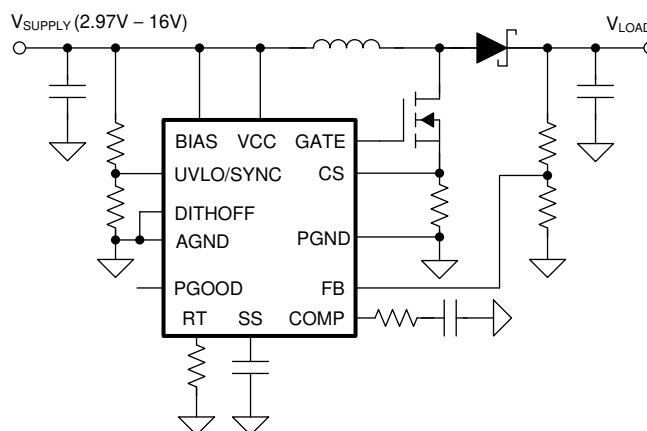 VSUPPLY (2.97V – 16V)
VLOAD
BIAS VCC GATE
UVLO/SYNC CS
DITHOFF
AGND PGND
PGOOD FB
RT SS COMP